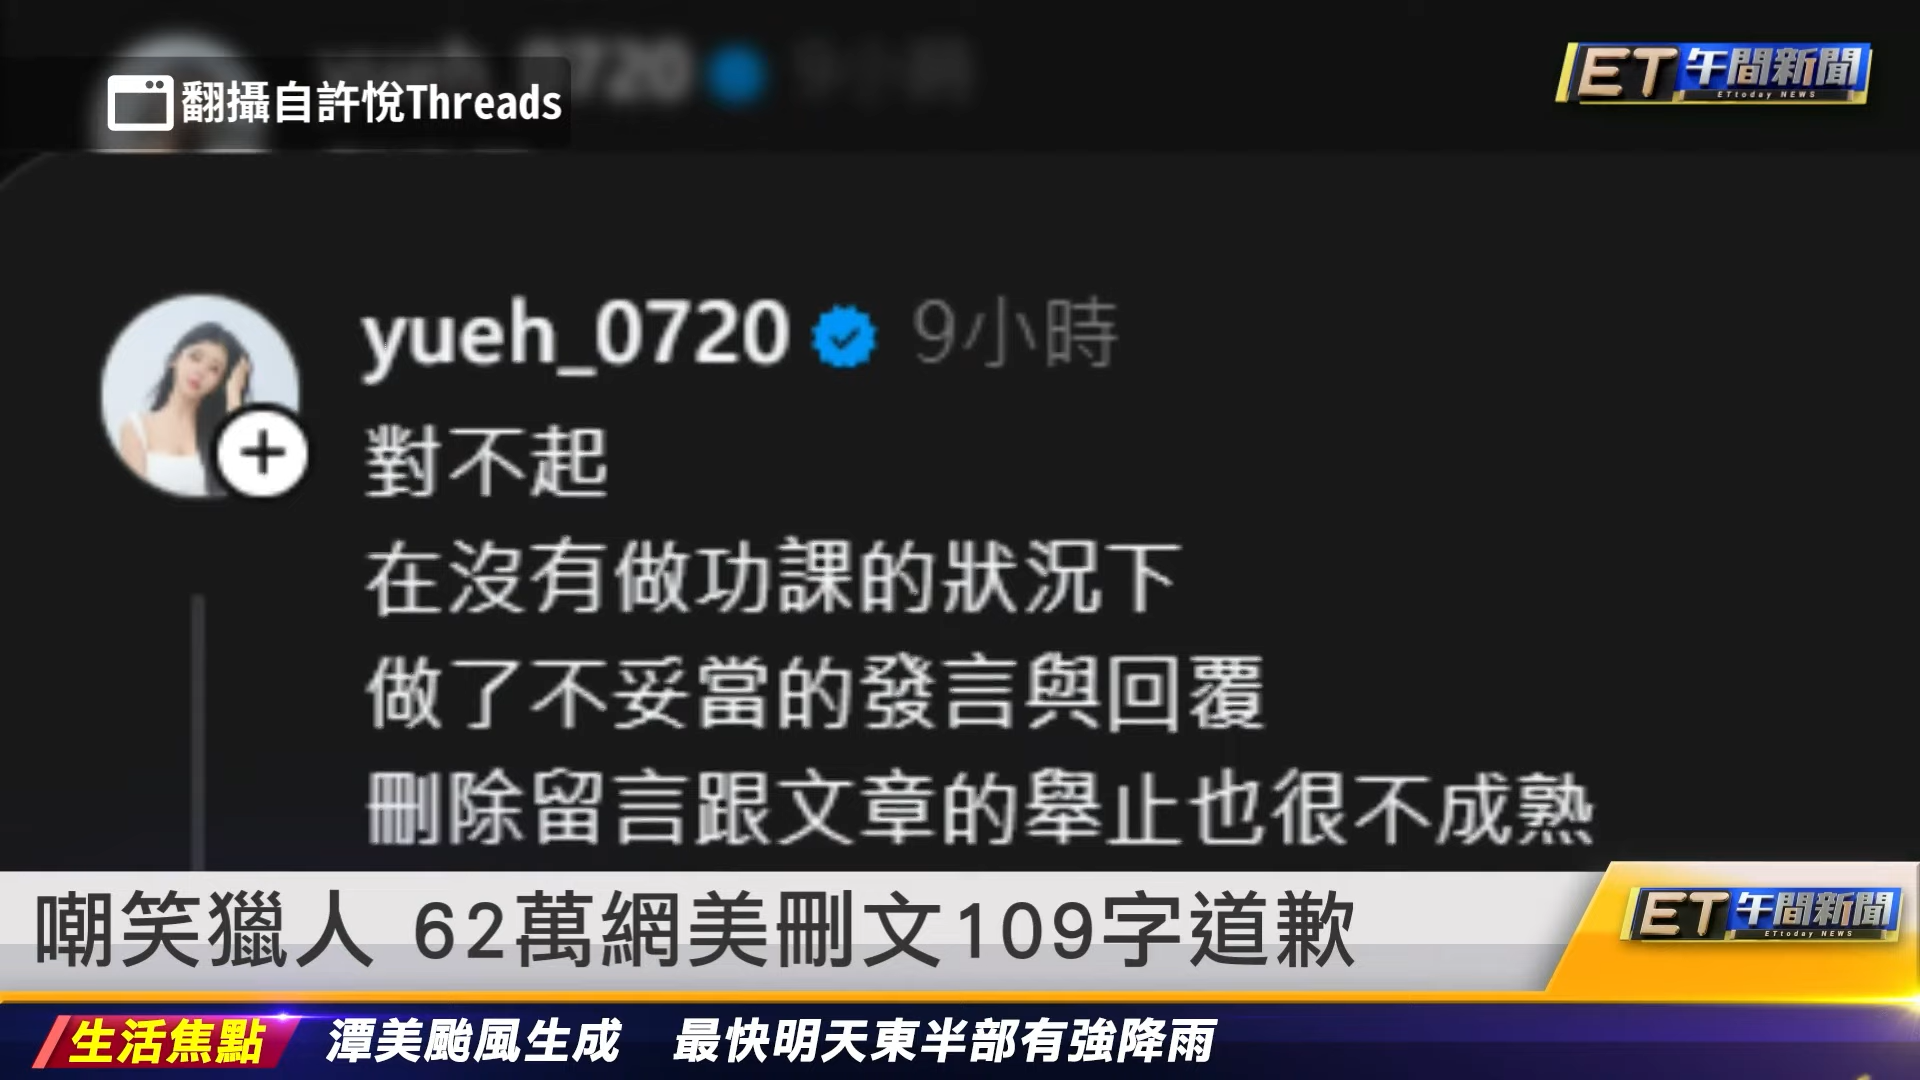 翻攝自許悅Threads
ET午間新聞
ETtoday NEWS
yueh_0720 9小時
對不起
在沒有做功課的狀況下
做了不妥當的發言與回覆
刪除留言跟文章的舉止也很不成熟
嘲笑獵人 62萬網美刪文109字道歉
ET午間新聞
ETtoday NEWS
生活焦點 潭美颱風生成 最快明天東半部有強降雨